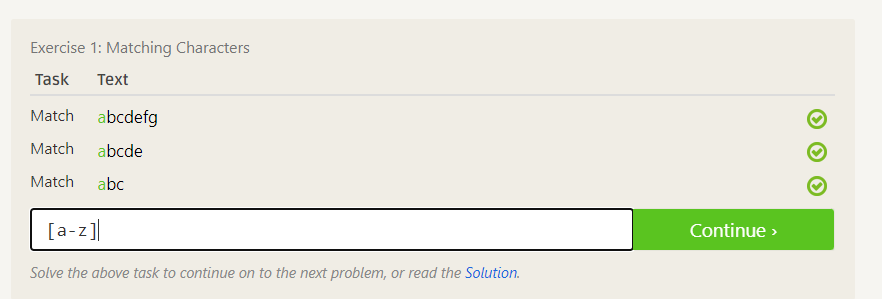 Exercise 1: Matching Characters
Task Text
Match abcdefg
Match abcde
Match abc
[a-z]
Continue ›
Solve the above task to continue on to the next problem, or read the Solution.